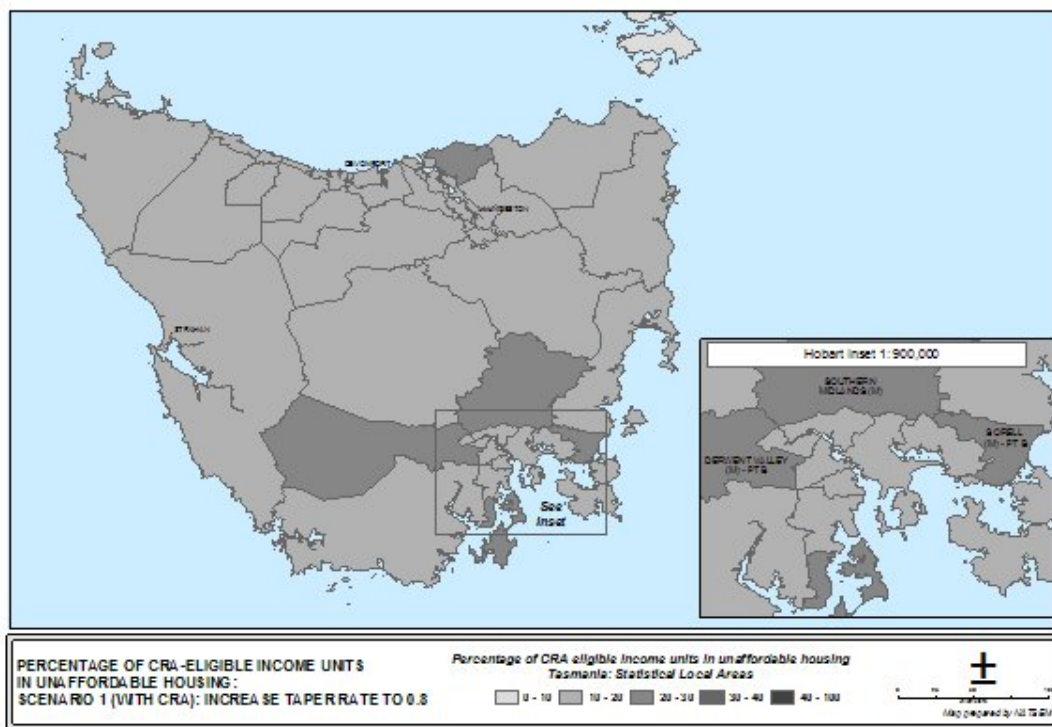 DEVONPORT
LAUNCESTON
STRAHAN
See
Inset
Hobart Inset 1:900,000
SOUTHERN
MIDLANDS (M)
SORELL
(M) - PT B
DERWENT VALLEY
(M) - PT B
PERCENTAGE OF CRA-ELIGIBLE INCOME UNITS
IN UNAFFORDABLE HOUSING:
SCENARIO 1 (WITH CRA): INCREASE TAPER RATE TO 0.8
Percentage of CRA eligible income units in unaffordable housing
Tasmania: Statistical Local Areas
0 - 10 10 - 20 20 - 30 30 - 40 40 - 100
Map prepared by NATSEM